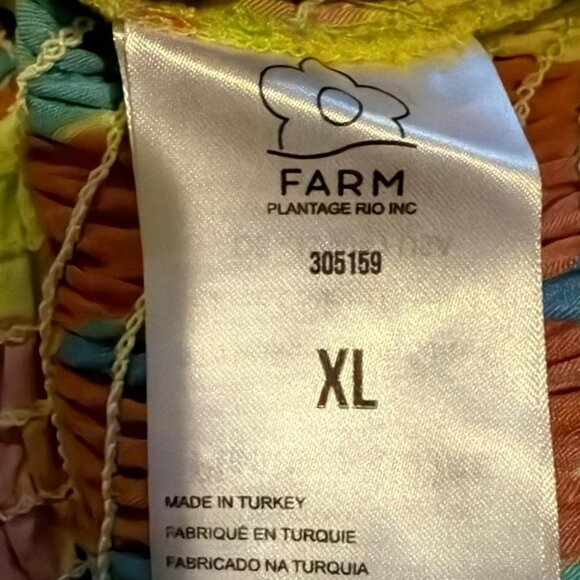 FARM
PLANTAGE RIO INC
305159
XL
MADE IN TURKEY
FABRIQUÉ EN TURQUIE
FABRICADO NA TURQUIA